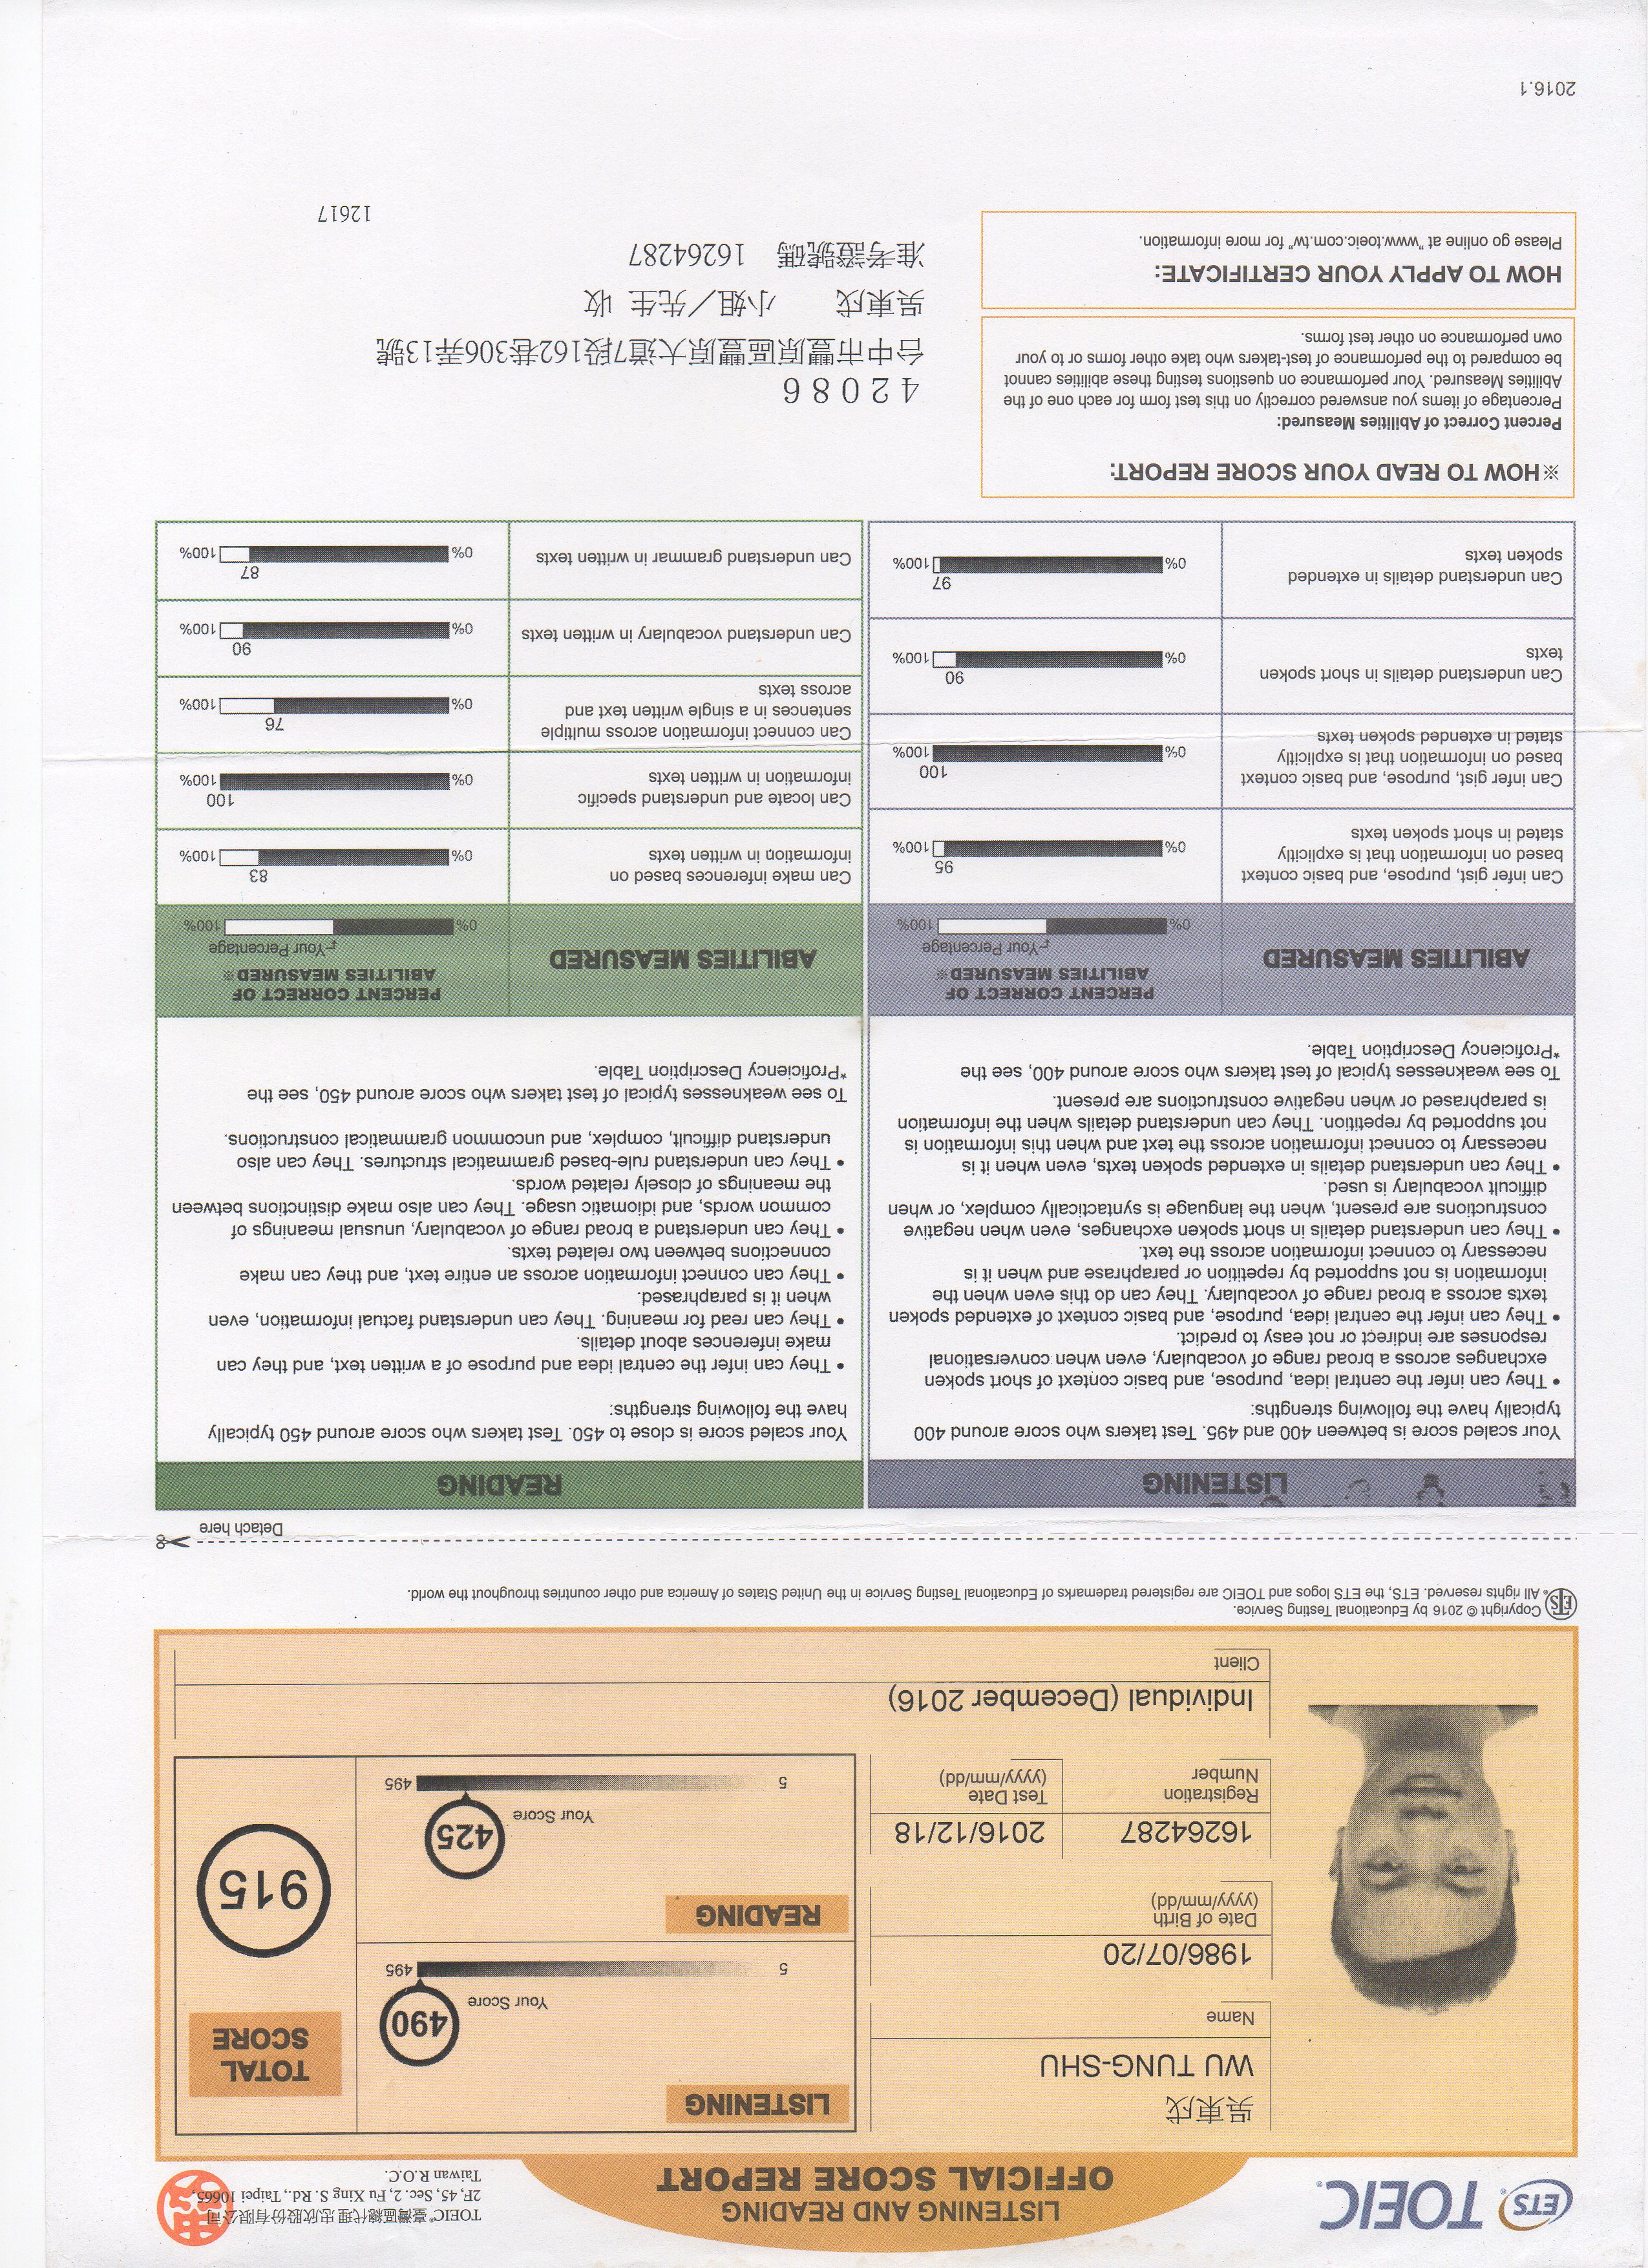 ETS TOEIC
LISTENING AND READING
OFFICIAL SCORE REPORT
TOEIC® 臺灣區總代理 忠欣股份有限公司
2F, 45, Sec. 2, Fu Xing S. Rd., Taipei 10665,
Taiwan R.O.C.
吳東戍
WU TUNG-SHU
Name
1986/07/20
Date of Birth
(yyyy/mm/dd)
16264287
Registration
Number
2016/12/18
Test Date
(yyyy/mm/dd)
Individual (December 2016)
Client
LISTENING
490
Your Score
5 495
READING
425
Your Score
5 495
TOTAL
SCORE
915
ETS Copyright © 2016 by Educational Testing Service.
All rights reserved. ETS, the ETS logos and TOEIC are registered trademarks of Educational Testing Service in the United States of America and other countries throughout the world.
Detach here
LISTENING
Your scaled score is between 400 and 495. Test takers who score around 400
typically have the following strengths:
• They can infer the central idea, purpose, and basic context of short spoken
exchanges across a broad range of vocabulary, even when conversational
responses are indirect or not easy to predict.
• They can infer the central idea, purpose, and basic context of extended spoken
texts across a broad range of vocabulary. They can do this even when the
information is not supported by repetition or paraphrase and when it is
necessary to connect information across the text.
• They can understand details in short spoken exchanges, even when negative
constructions are present, when the language is syntactically complex, or when
difficult vocabulary is used.
• They can understand details in extended spoken texts, even when it is
necessary to connect information across the text and when this information is
not supported by repetition. They can understand details when the information
is paraphrased or when negative constructions are present.
To see weaknesses typical of test takers who score around 400, see the
*Proficiency Description Table.
ABILITIES MEASURED
PERCENT CORRECT OF
ABILITIES MEASURED※
Your Percentage
0% 100%
Can infer gist, purpose, and basic context
based on information that is explicitly
stated in short spoken texts
95
0% 100%
Can infer gist, purpose, and basic context
based on information that is explicitly
stated in extended spoken texts
100
0% 100%
Can understand details in short spoken
texts
90
0% 100%
Can understand details in extended
spoken texts
97
0% 100%
READING
Your scaled score is close to 450. Test takers who score around 450 typically
have the following strengths:
• They can infer the central idea and purpose of a written text, and they can
make inferences about details.
• They can read for meaning. They can understand factual information, even
when it is paraphrased.
• They can connect information across an entire text, and they can make
connections between two related texts.
• They can understand a broad range of vocabulary, unusual meanings of
common words, and idiomatic usage. They can also make distinctions between
the meanings of closely related words.
• They can understand rule-based grammatical structures. They can also
understand difficult, complex, and uncommon grammatical constructions.
To see weaknesses typical of test takers who score around 450, see the
*Proficiency Description Table.
ABILITIES MEASURED
PERCENT CORRECT OF
ABILITIES MEASURED※
Your Percentage
0% 100%
Can make inferences based on
information in written texts
83
0% 100%
Can locate and understand specific
information in written texts
100
0% 100%
Can connect information across multiple
sentences in a single written text and
across texts
76
0% 100%
Can understand vocabulary in written texts
90
0% 100%
Can understand grammar in written texts
87
0% 100%
※HOW TO READ YOUR SCORE REPORT:
Percent Correct of Abilities Measured:
Percentage of items you answered correctly on this test form for each one of the
Abilities Measured. Your performance on questions testing these abilities cannot
be compared to the performance of test-takers who take other forms or to your
own performance on other test forms.
HOW TO APPLY YOUR CERTIFICATE:
Please go online at "www.toeic.com.tw" for more information.
42086
台中市豐原區豐原大道7段162巷306弄13號
吳東戍 小姐／先生 收
准考證號碼 16264287
12617
2016.1